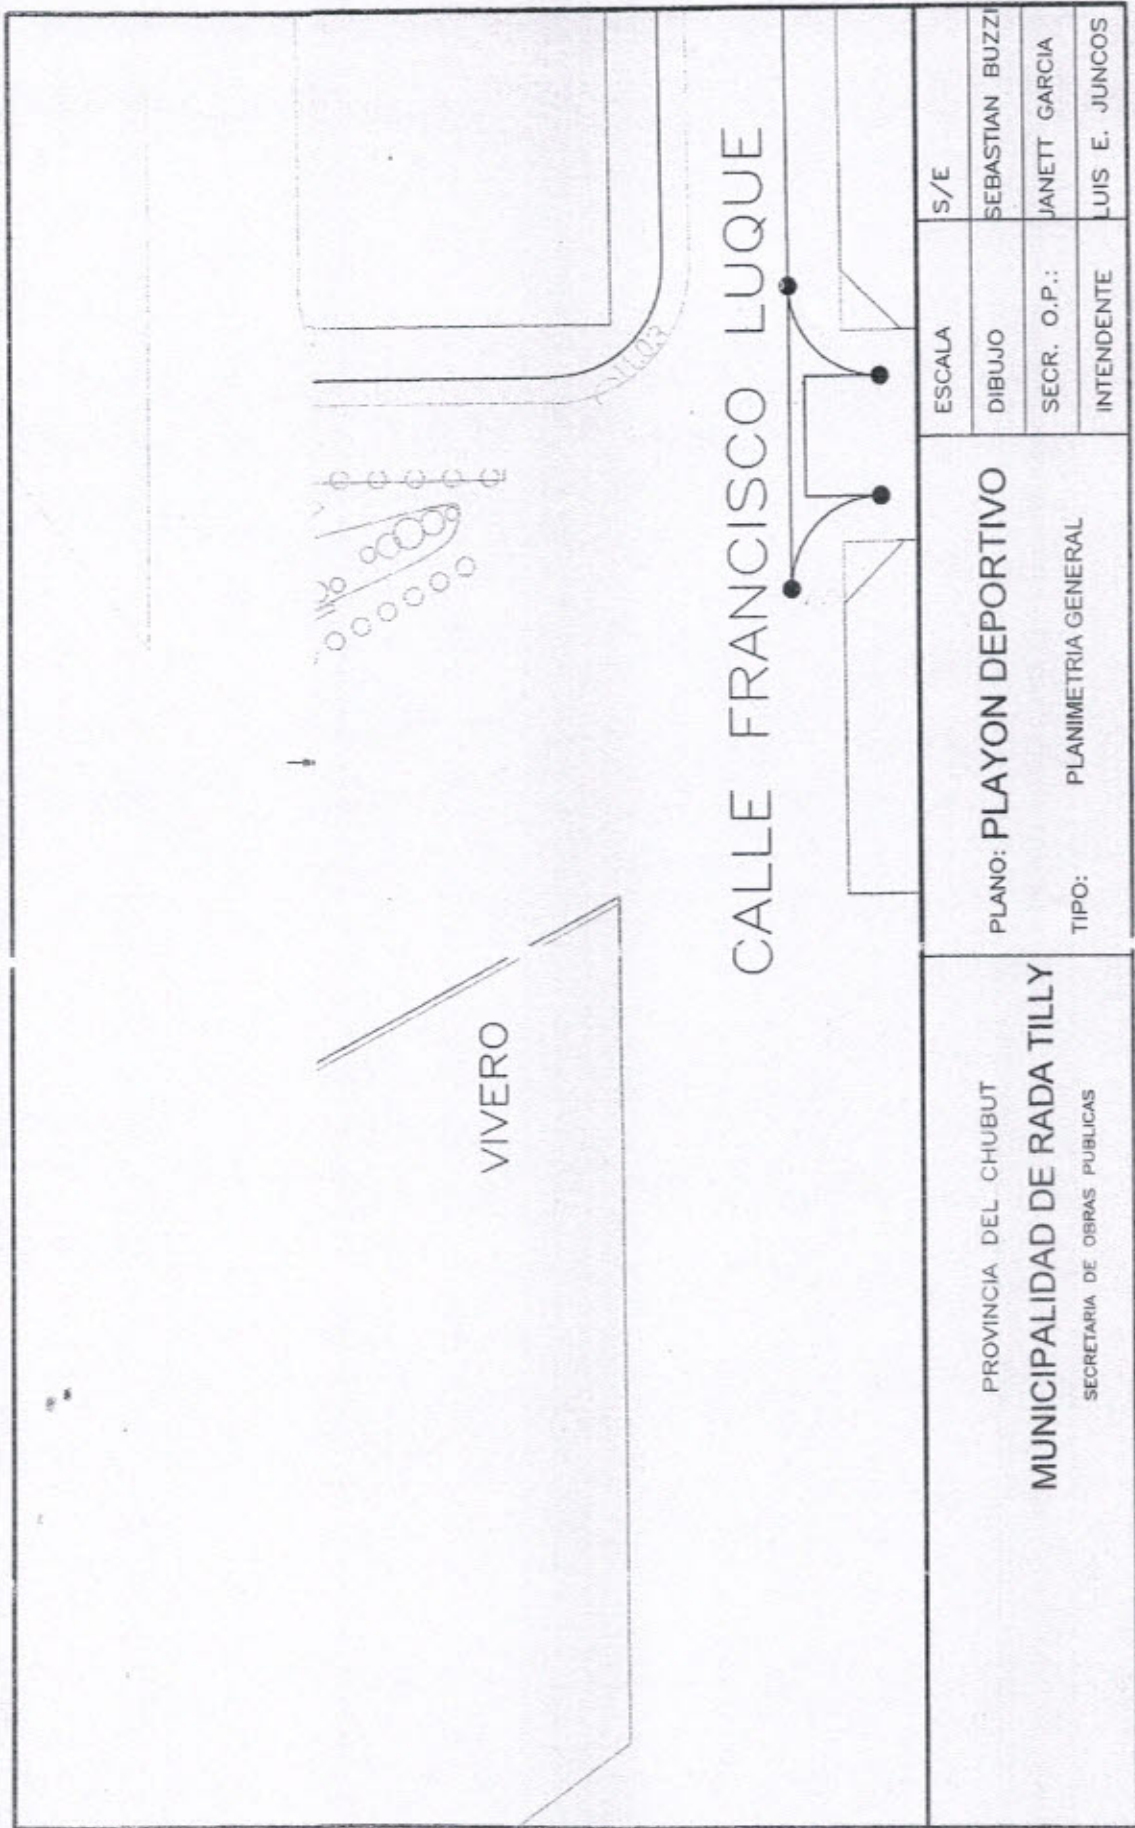 VIVERO
CALLE FRANCISCO LUQUE
PROVINCIA DEL CHUBUT
MUNICIPALIDAD DE RADA TILLY
SECRETARIA DE OBRAS PUBLICAS
PLANO: PLAYON DEPORTIVO
TIPO: PLANIMETRIA GENERAL
ESCALA S/E
DIBUJO SEBASTIAN BUZZI
SECR. O.P.: JANETT GARCIA
INTENDENTE LUIS E. JUNCOS